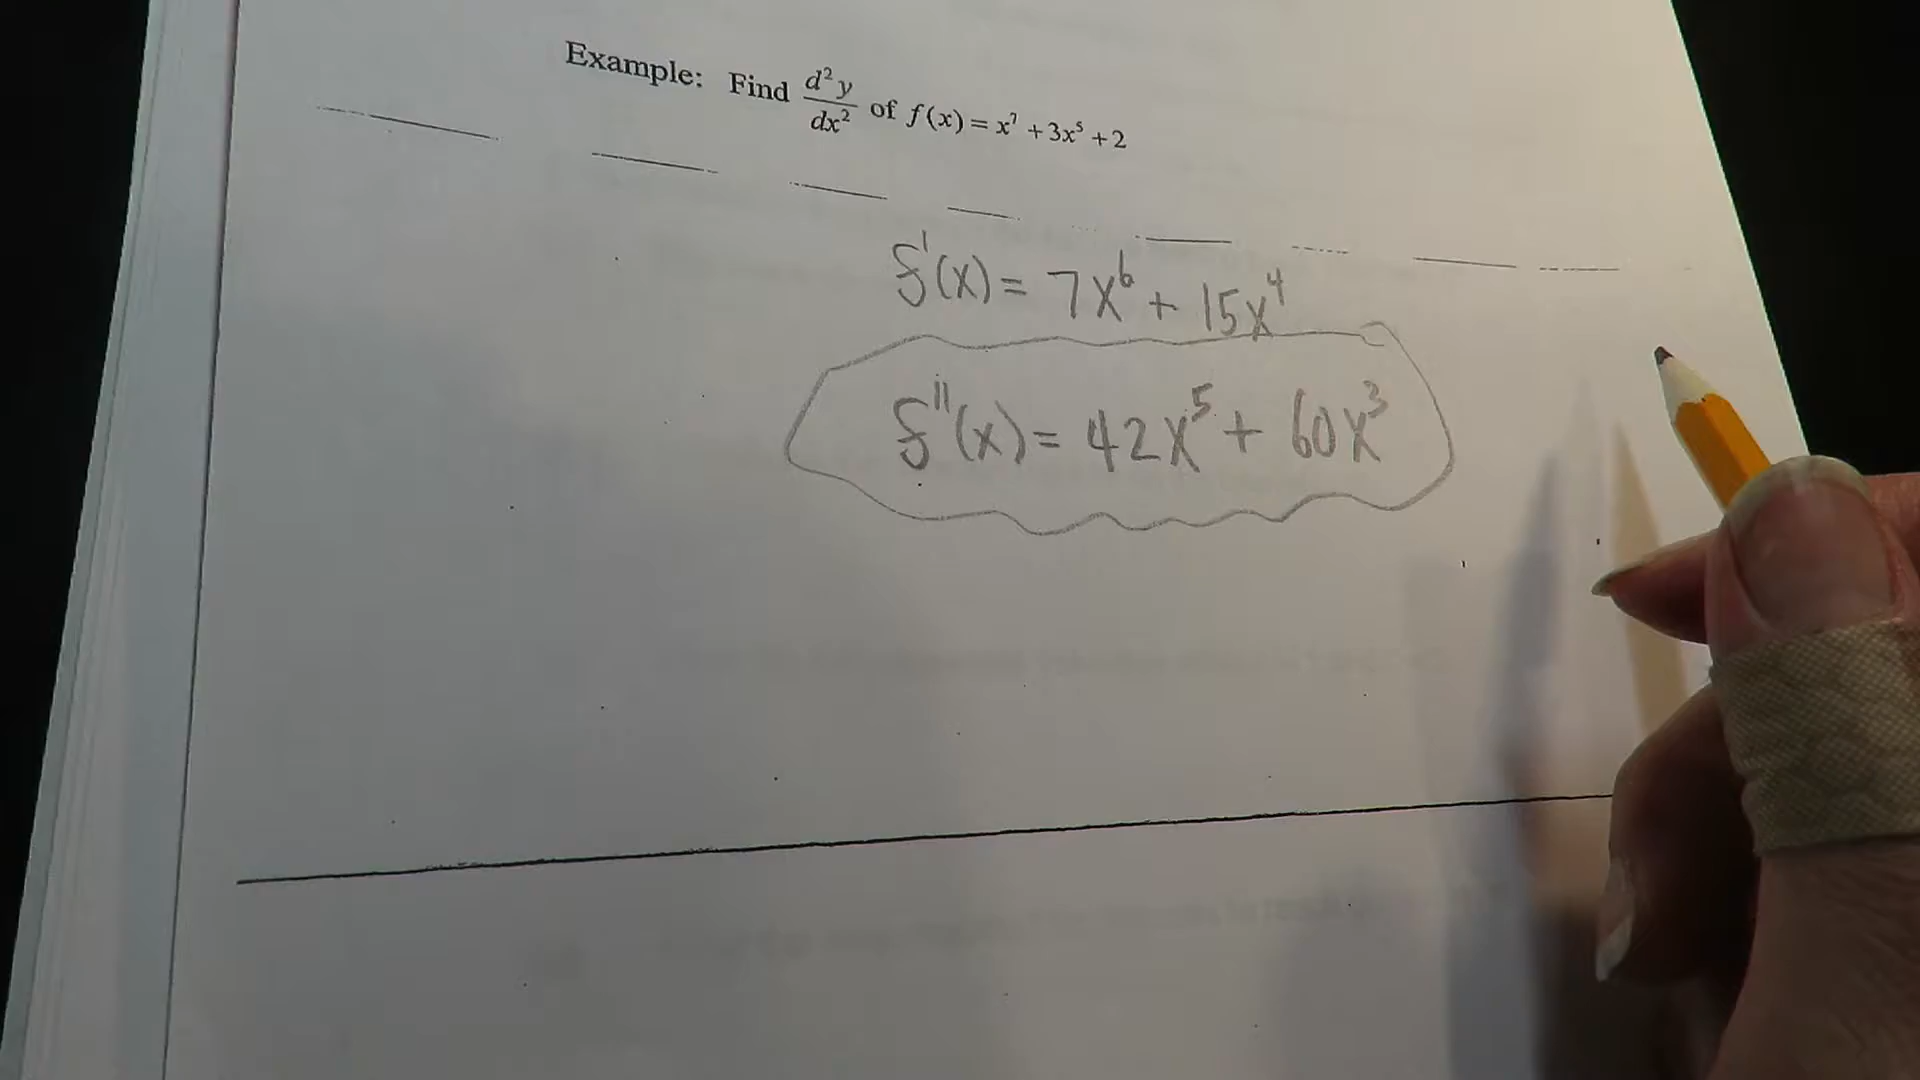 Example: Find d²y/dx² of f(x) = x⁷ + 3x⁵ + 2
f'(x) = 7x⁶ + 15x⁴
f''(x) = 42x⁵ + 60x³